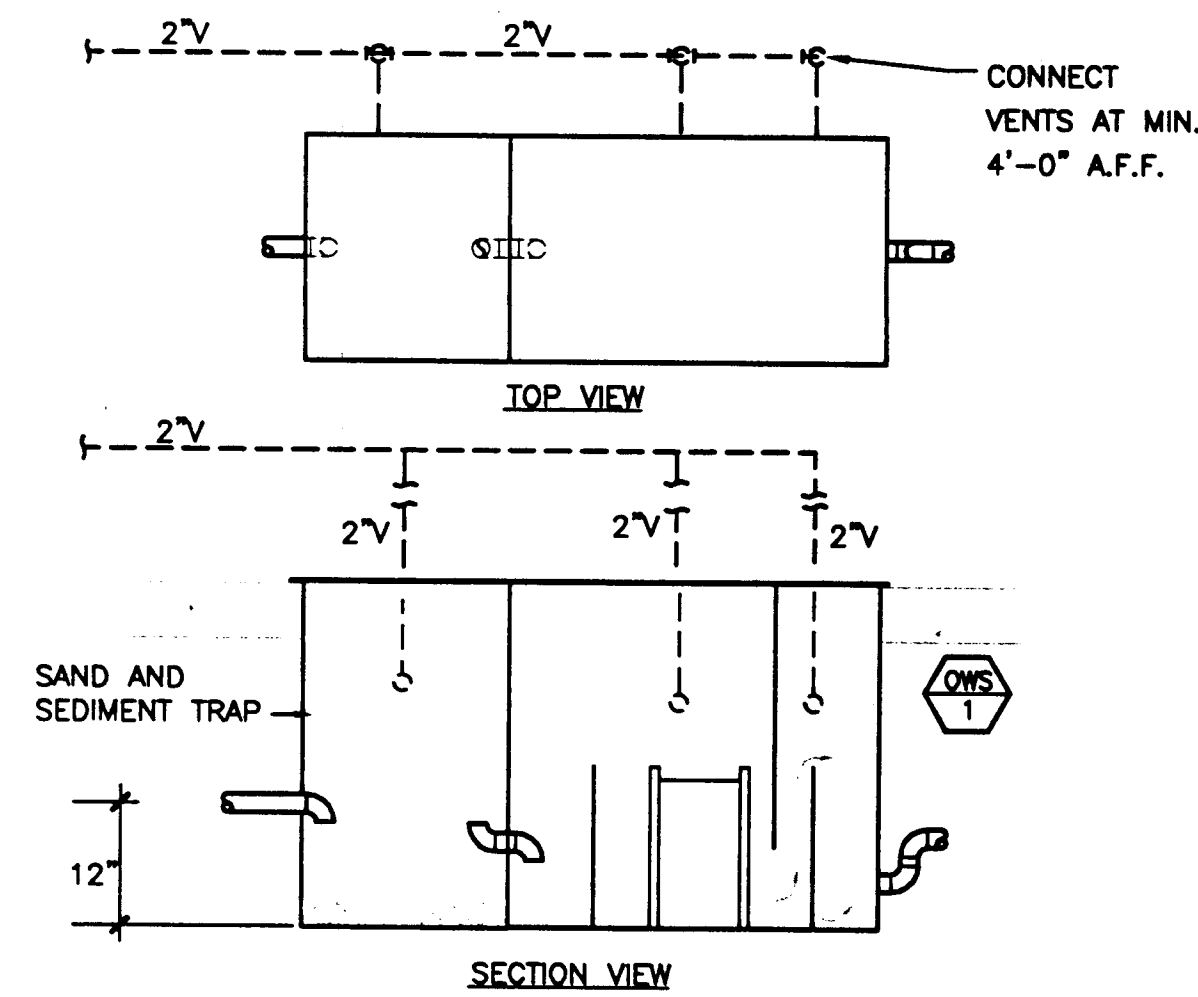 2"V
2"V
CONNECT
VENTS AT MIN.
4'-0" A.F.F.
TOP VIEW
2"V
2"V
2"V
2"V
SAND AND
SEDIMENT TRAP
OWS
1
12"
SECTION VIEW